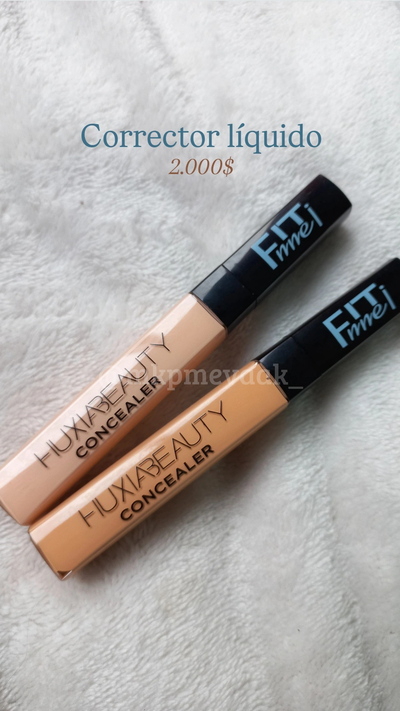 Corrector líquido
2.000$
FIT
me!
FIT
me!
HUXIABEAUTY
CONCEALER
HUXIABEAUTY
CONCEALER